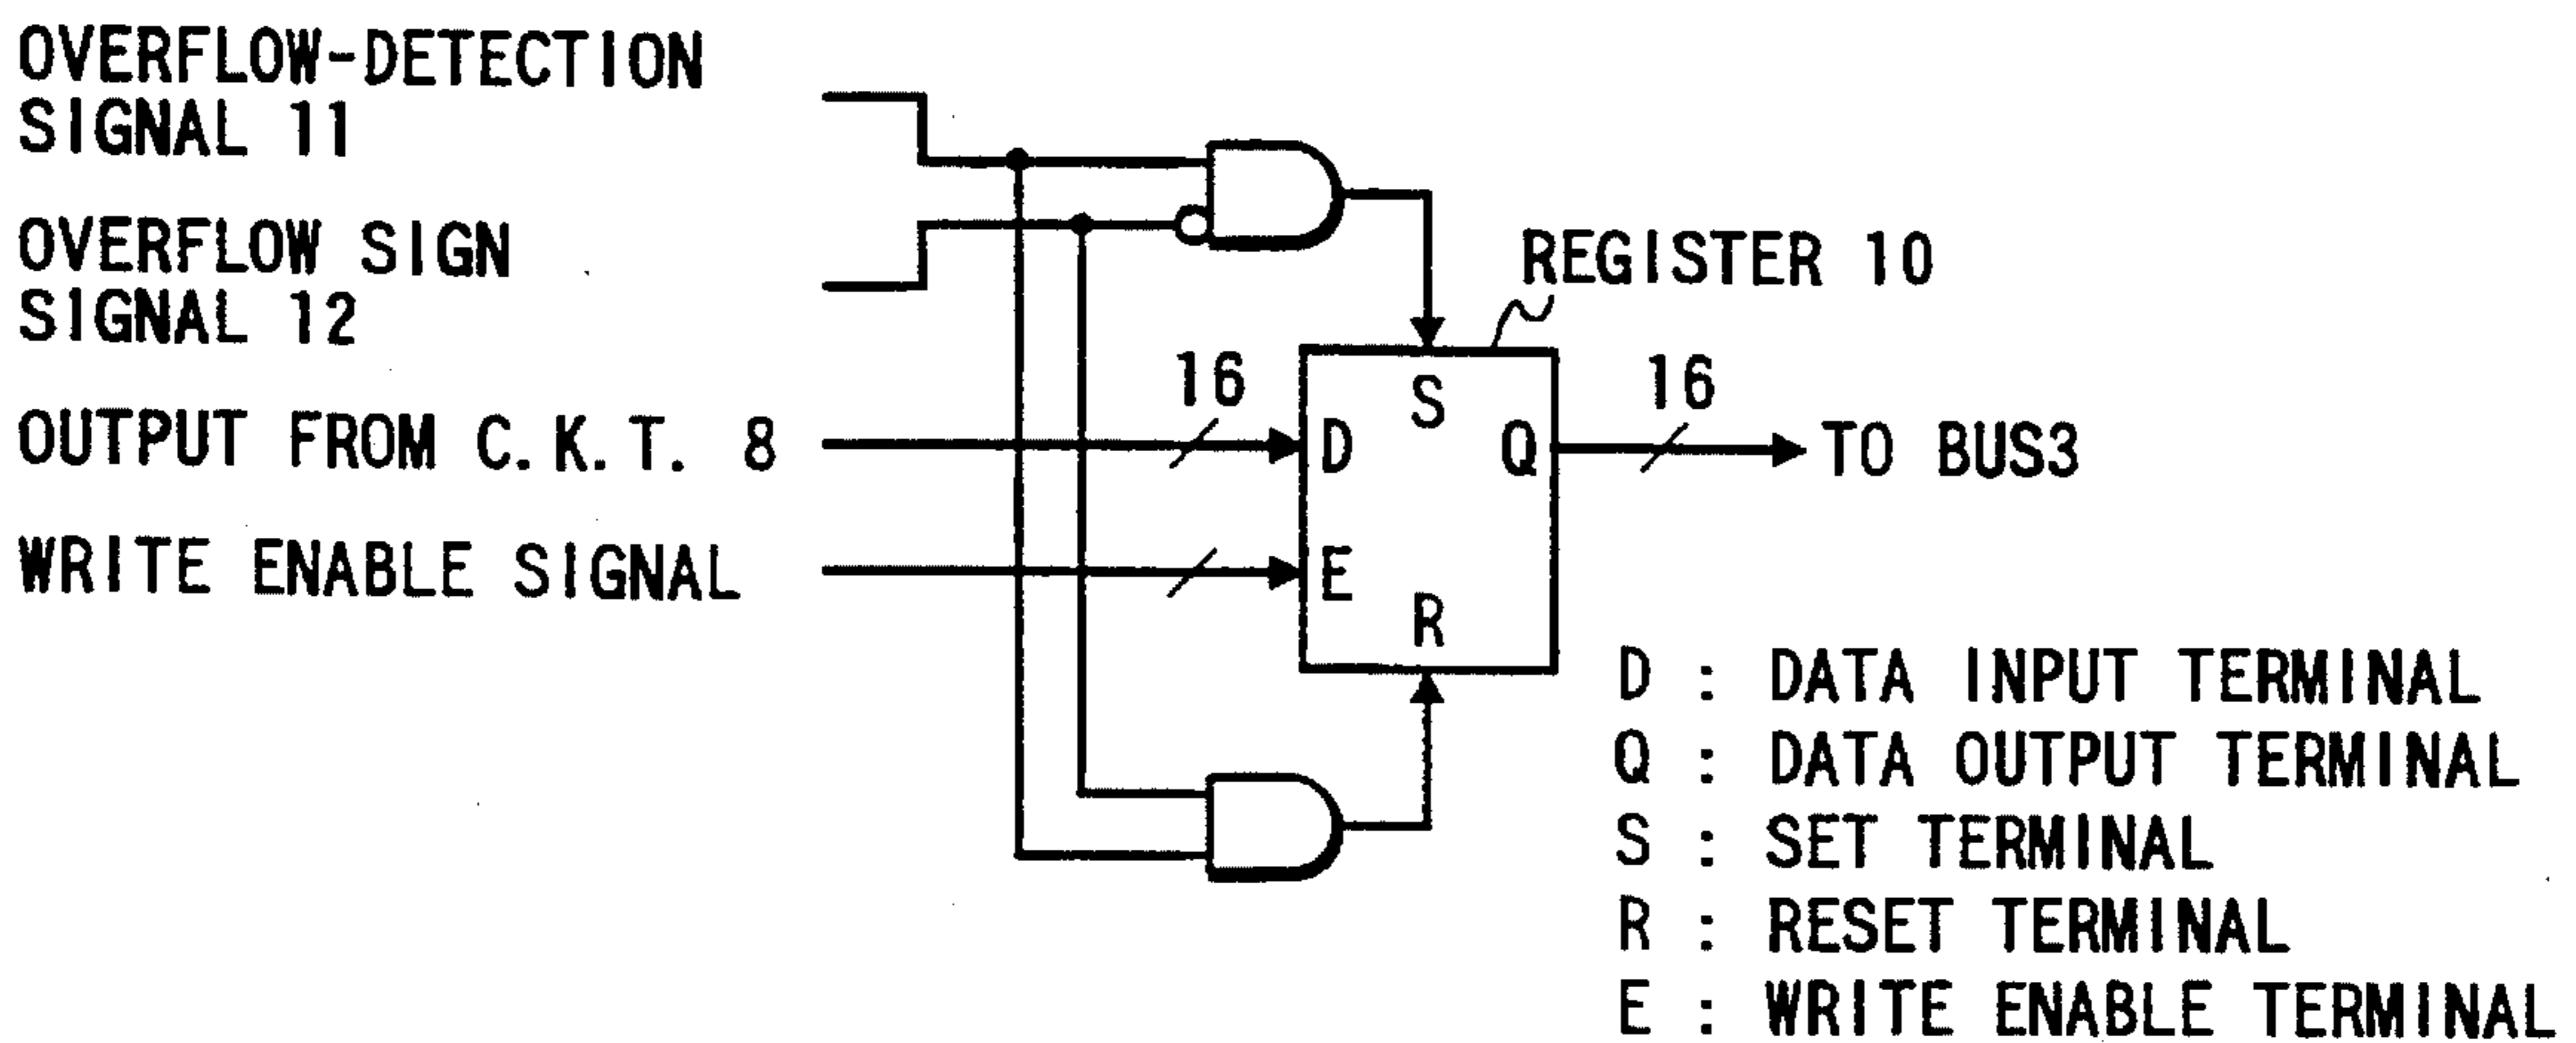 OVERFLOW-DETECTION
SIGNAL 11
OVERFLOW SIGN
SIGNAL 12
REGISTER 10
16
16
S
OUTPUT FROM C.K.T. 8
D
Q
TO BUS3
WRITE ENABLE SIGNAL
E
R
D : DATA INPUT TERMINAL
Q : DATA OUTPUT TERMINAL
S : SET TERMINAL
R : RESET TERMINAL
E : WRITE ENABLE TERMINAL